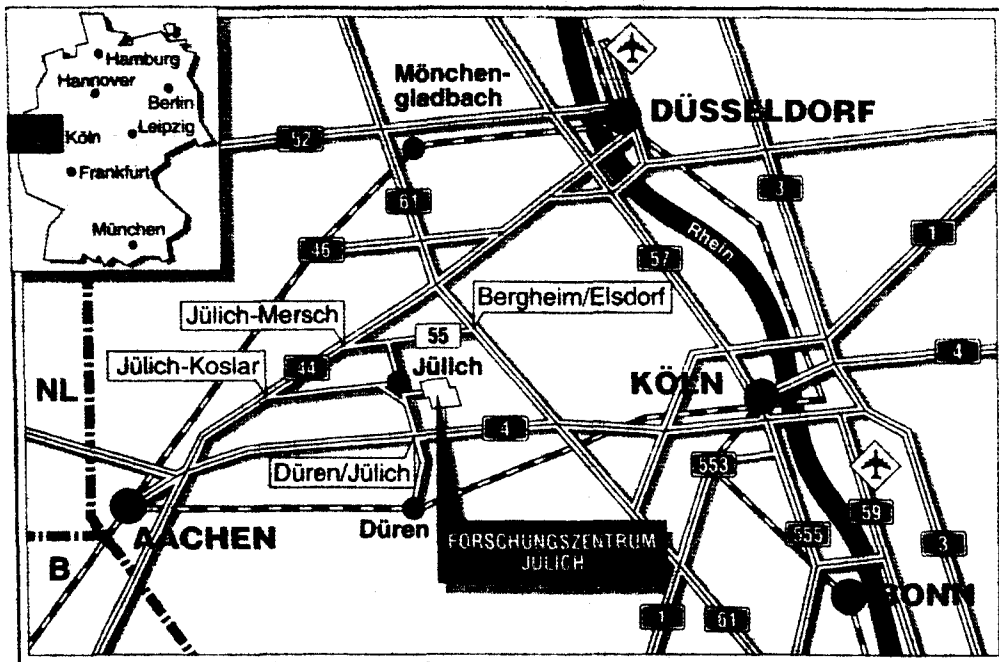 Hamburg
Hannover
Berlin
Leipzig
Köln
Frankfurt
München
Mönchen-
gladbach
DÜSSELDORF
52
61
3
46
57
Rhein
1
Bergheim/Elsdorf
Jülich-Mersch
55
Jülich-Koslar
44
Jülich
4
NL
KÖLN
4
Düren/Jülich
553
AACHEN
Düren
59
555
3
FORSCHUNGSZENTRUM
JÜLICH
B
BONN
1
61